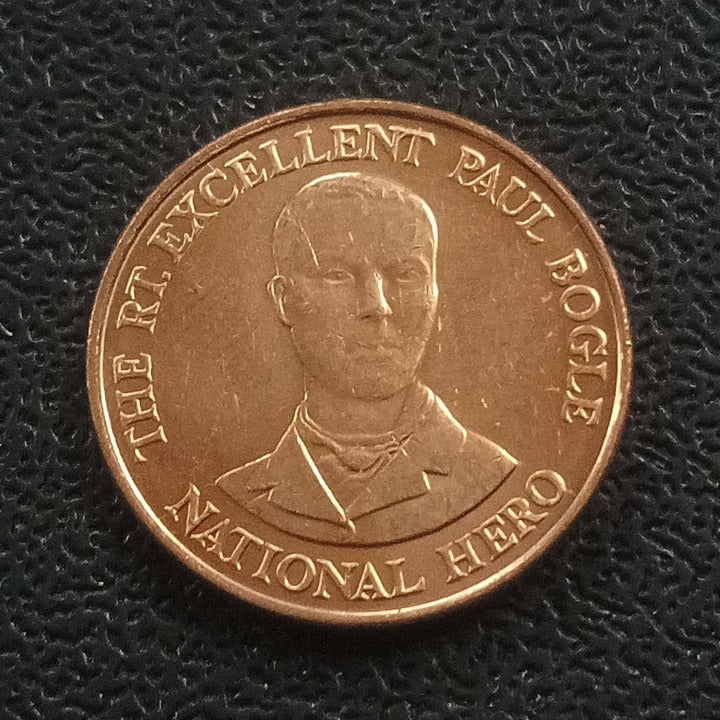 THE RT. EXCELLENT PAUL BOGLE
NATIONAL HERO